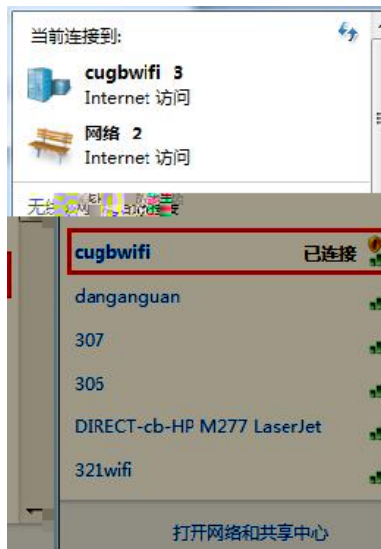 当前连接到:
cugbwifi 3
Internet 访问
网络 2
Internet 访问
cugbwifi 已连接
danganguan
307
306
DIRECT-cb-HP M277 LaserJet
321wifi
打开网络和共享中心